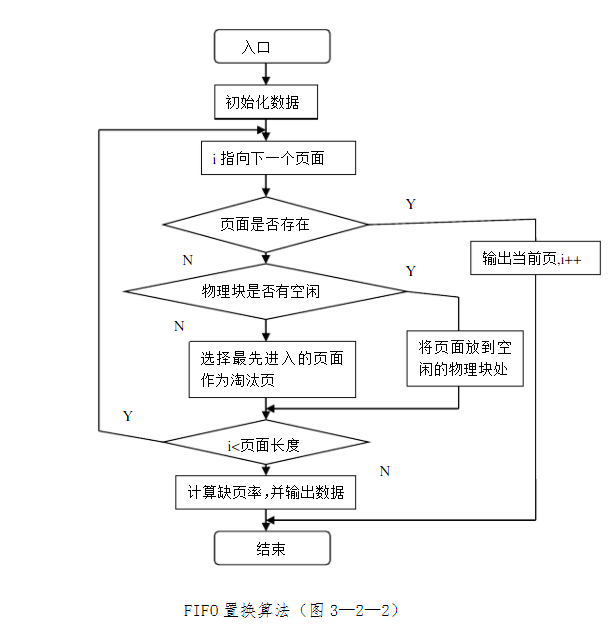 入口
初始化数据
i 指向下一个页面
页面是否存在
Y
输出当前页,i++
N
物理块是否有空闲
Y
N
选择最先进入的页面
作为淘汰页
将页面放到空
闲的物理块处
Y
i<页面长度
N
计算缺页率,并输出数据
结束
FIFO 置换算法（图 3—2—2）